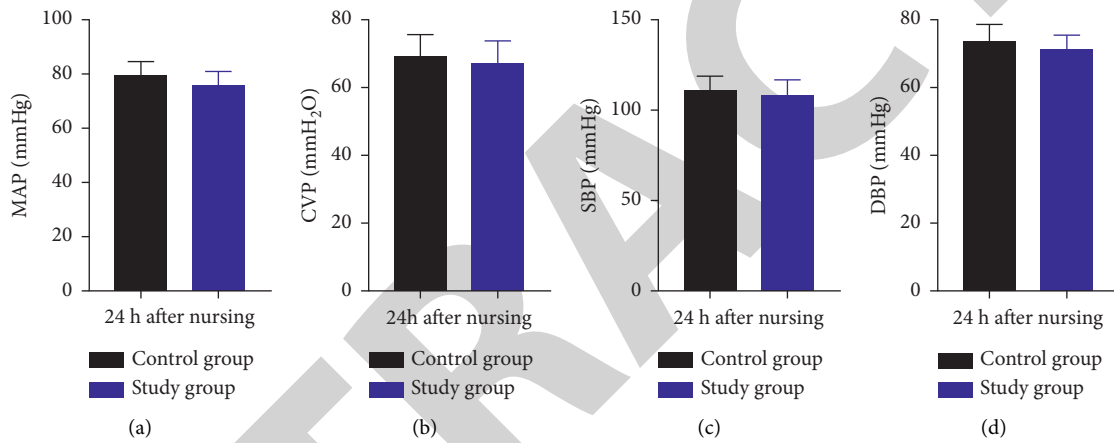 MAP (mmHg)
100
80
60
40
20
0
24 h after nursing
Control group
Study group
(a)
CVP (mmH₂O)
80
60
40
20
0
24h after nursing
Control group
Study group
(b)
SBP (mmHg)
150
100
50
0
24 h after nursing
Control group
Study group
(c)
DBP (mmHg)
80
60
40
20
0
24 h after nursing
Control group
Study group
(d)
TRAC